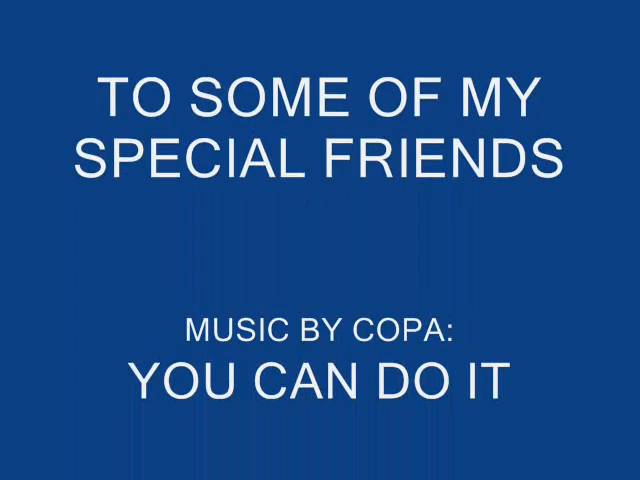 TO SOME OF MY
SPECIAL FRIENDS
MUSIC BY COPA:
YOU CAN DO IT